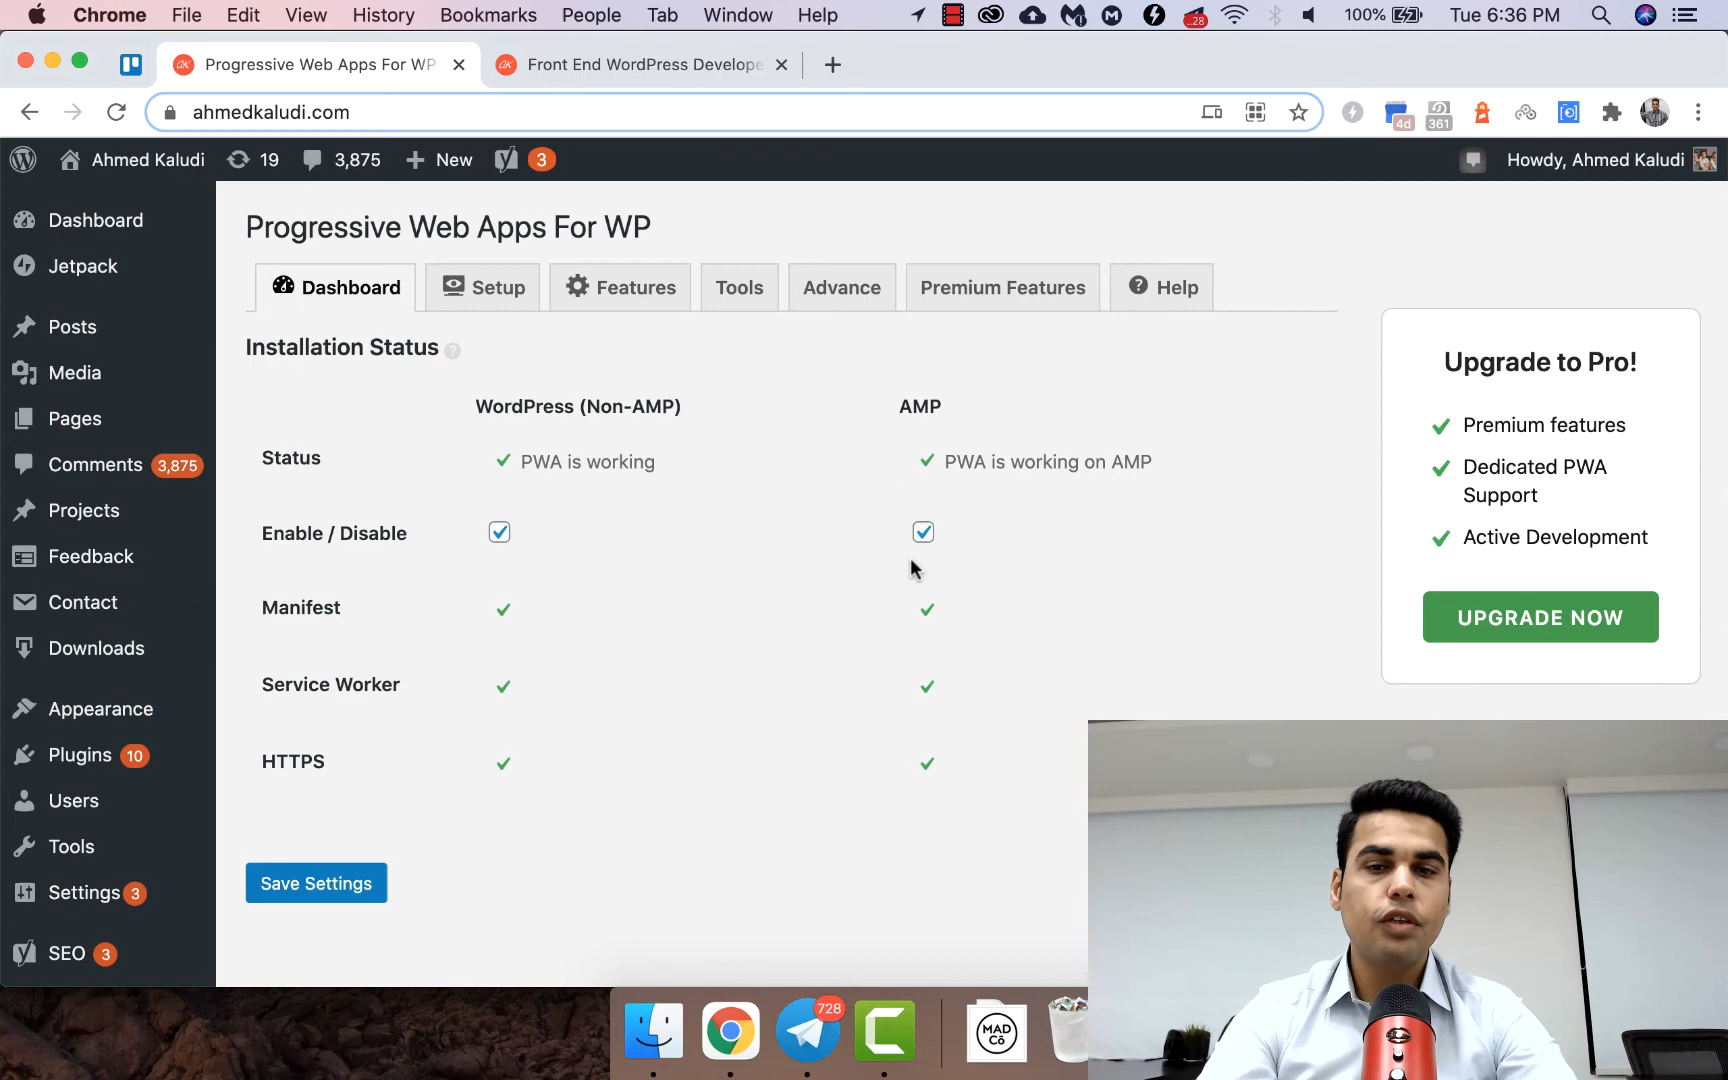 Chrome File Edit View History Bookmarks People Tab Window Help
..28 100% Tue 6:36 PM
Progressive Web Apps For WP
Front End WordPress Develope
ahmedkaludi.com
4d 361
Ahmed Kaludi 19 3,875 New 3
Howdy, Ahmed Kaludi
Dashboard
Jetpack
Posts
Media
Pages
Comments 3,875
Projects
Feedback
Contact
Downloads
Appearance
Plugins 10
Users
Tools
Settings 3
SEO 3
Progressive Web Apps For WP
Dashboard Setup Features Tools Advance Premium Features Help
Installation Status ?
WordPress (Non-AMP) AMP
Status PWA is working PWA is working on AMP
Enable / Disable
Manifest
Service Worker
HTTPS
Save Settings
Upgrade to Pro!
Premium features
Dedicated PWA
Support
Active Development
UPGRADE NOW
728
MAD
Cō